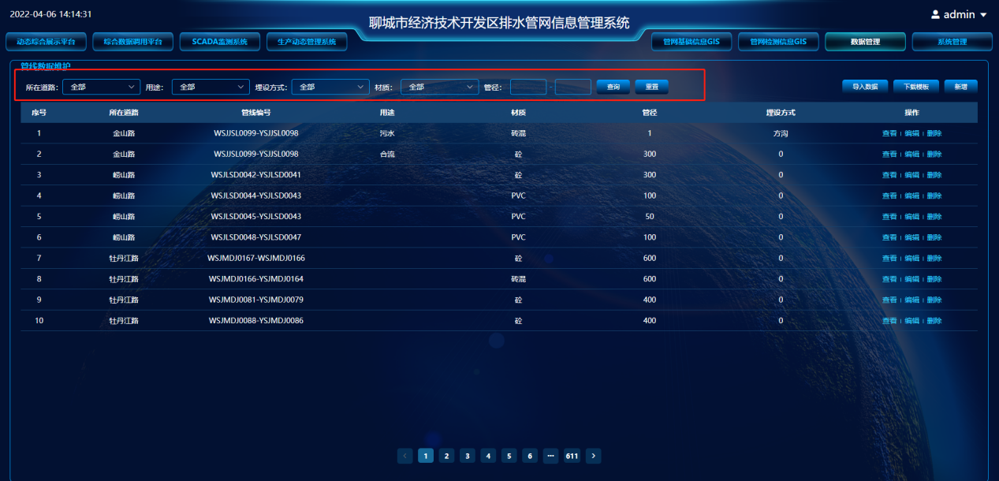 2022-04-06 14:14:31
聊城市经济技术开发区排水管网信息管理系统
admin
动态综合展示平台 综合数据调用平台 SCADA监测系统 生产动态管理系统 管网基础信息GIS 管网检测信息GIS 数据管理 系统管理
管线数据维护
所在道路: 全部 用途: 全部 埋设方式: 全部 材质: 全部 管径: - 查询 重置 导入数据 下载模板 新增
序号 所在道路 管线编号 用途 材质 管径 埋设方式 操作
1 金山路 WSJJSL0099-YSJJSL0098 污水 砖混 1 方沟 查看 编辑 删除
2 金山路 WSJJSL0099-YSJJSL0098 合流 砼 300 0 查看 编辑 删除
3 崂山路 WSJLSD0042-YSJLSD0041 砼 300 0 查看 编辑 删除
4 崂山路 WSJLSD0044-YSJLSD0043 PVC 100 0 查看 编辑 删除
5 崂山路 WSJLSD0045-YSJLSD0043 PVC 50 0 查看 编辑 删除
6 崂山路 WSJLSD0048-YSJLSD0047 PVC 100 0 查看 编辑 删除
7 牡丹江路 WSJMDJ0167-WSJMDJ0166 砼 600 0 查看 编辑 删除
8 牡丹江路 WSJMDJ0166-YSJMDJ0164 砖混 600 0 查看 编辑 删除
9 牡丹江路 WSJMDJ0081-YSJMDJ0079 砼 400 0 查看 编辑 删除
10 牡丹江路 WSJMDJ0088-YSJMDJ0086 砼 400 0 查看 编辑 删除
< 1 2 3 4 5 6 ··· 611 >